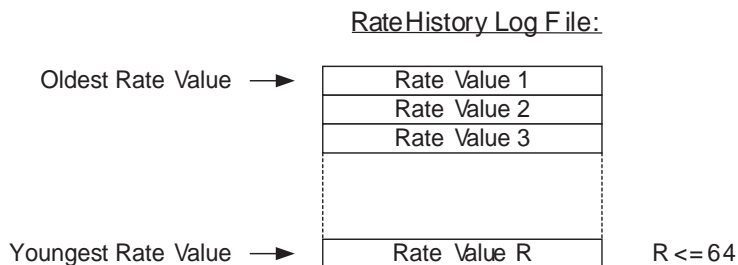 RateHistory Log File:
Oldest Rate Value
Rate Value 1
Rate Value 2
Rate Value 3
Youngest Rate Value
Rate Value R
R <= 64